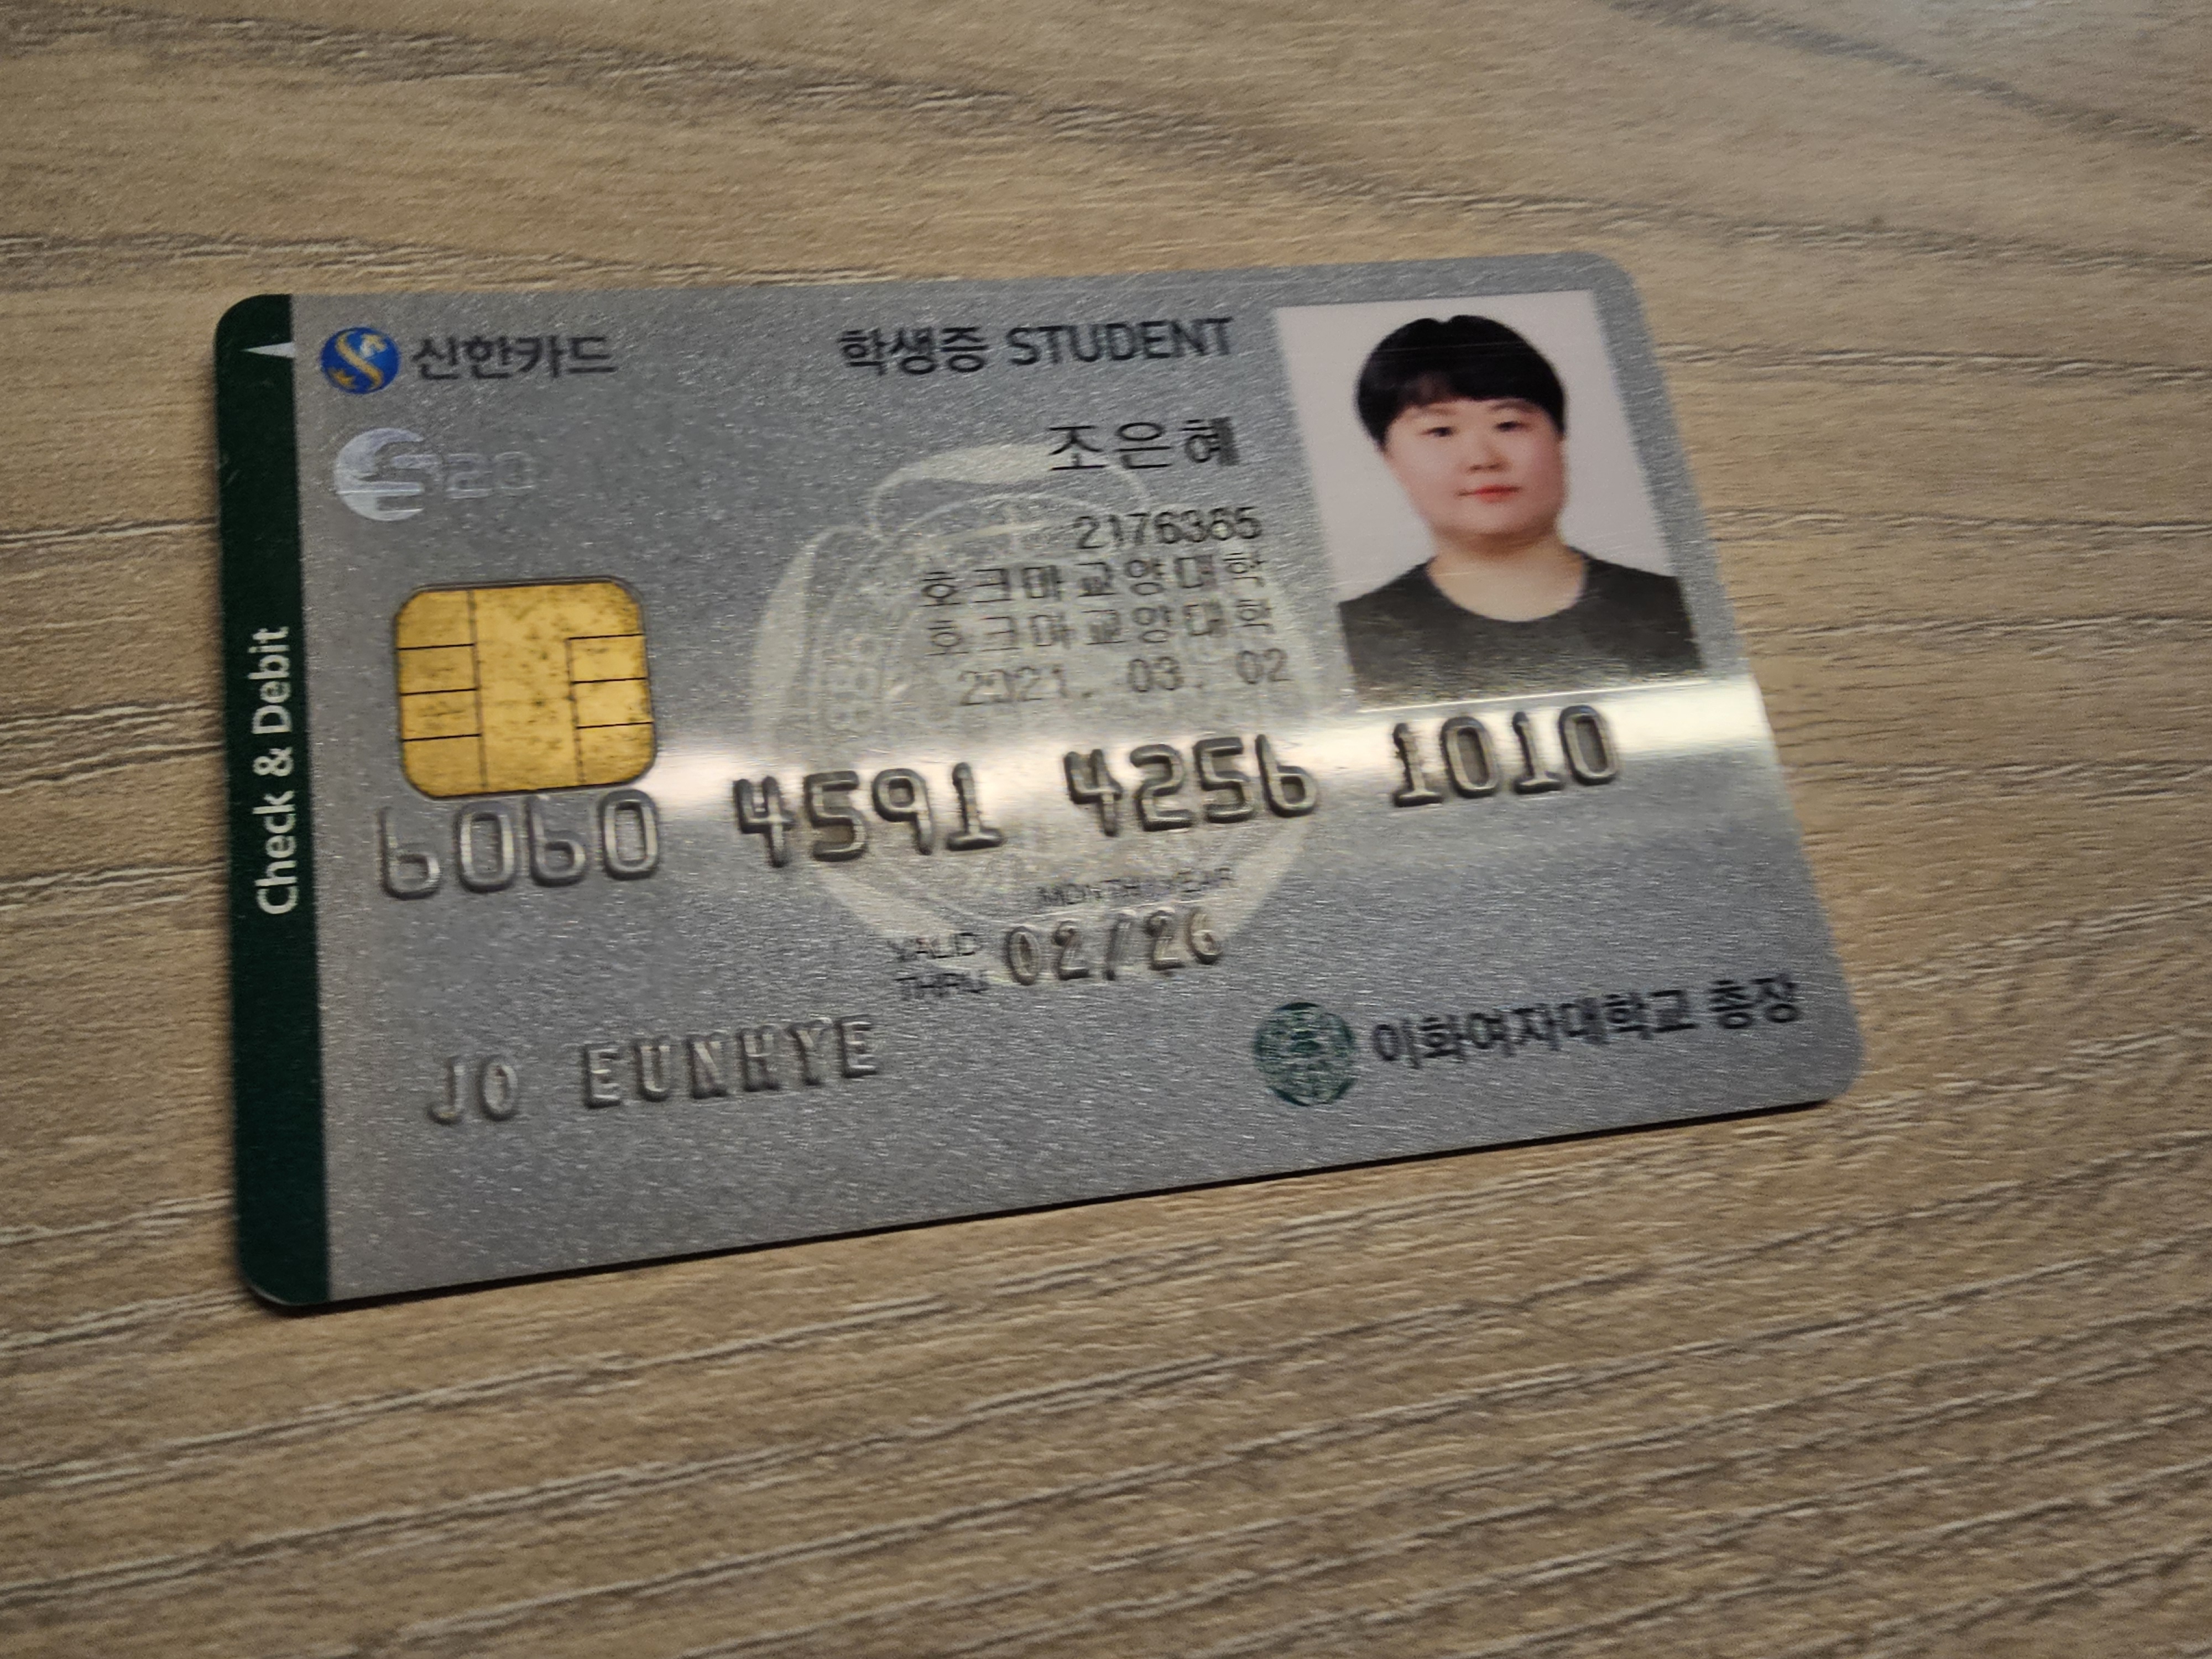 신한카드
학생증 STUDENT
S20
조은혜
2176365
호크마교양대학
호크마교양대학
2021. 03. 02
6060 4591 4256 1010
MONTH / YEAR
VALID THRU 02/26
JO EUNHYE
이화여자대학교 총장
Check & Debit